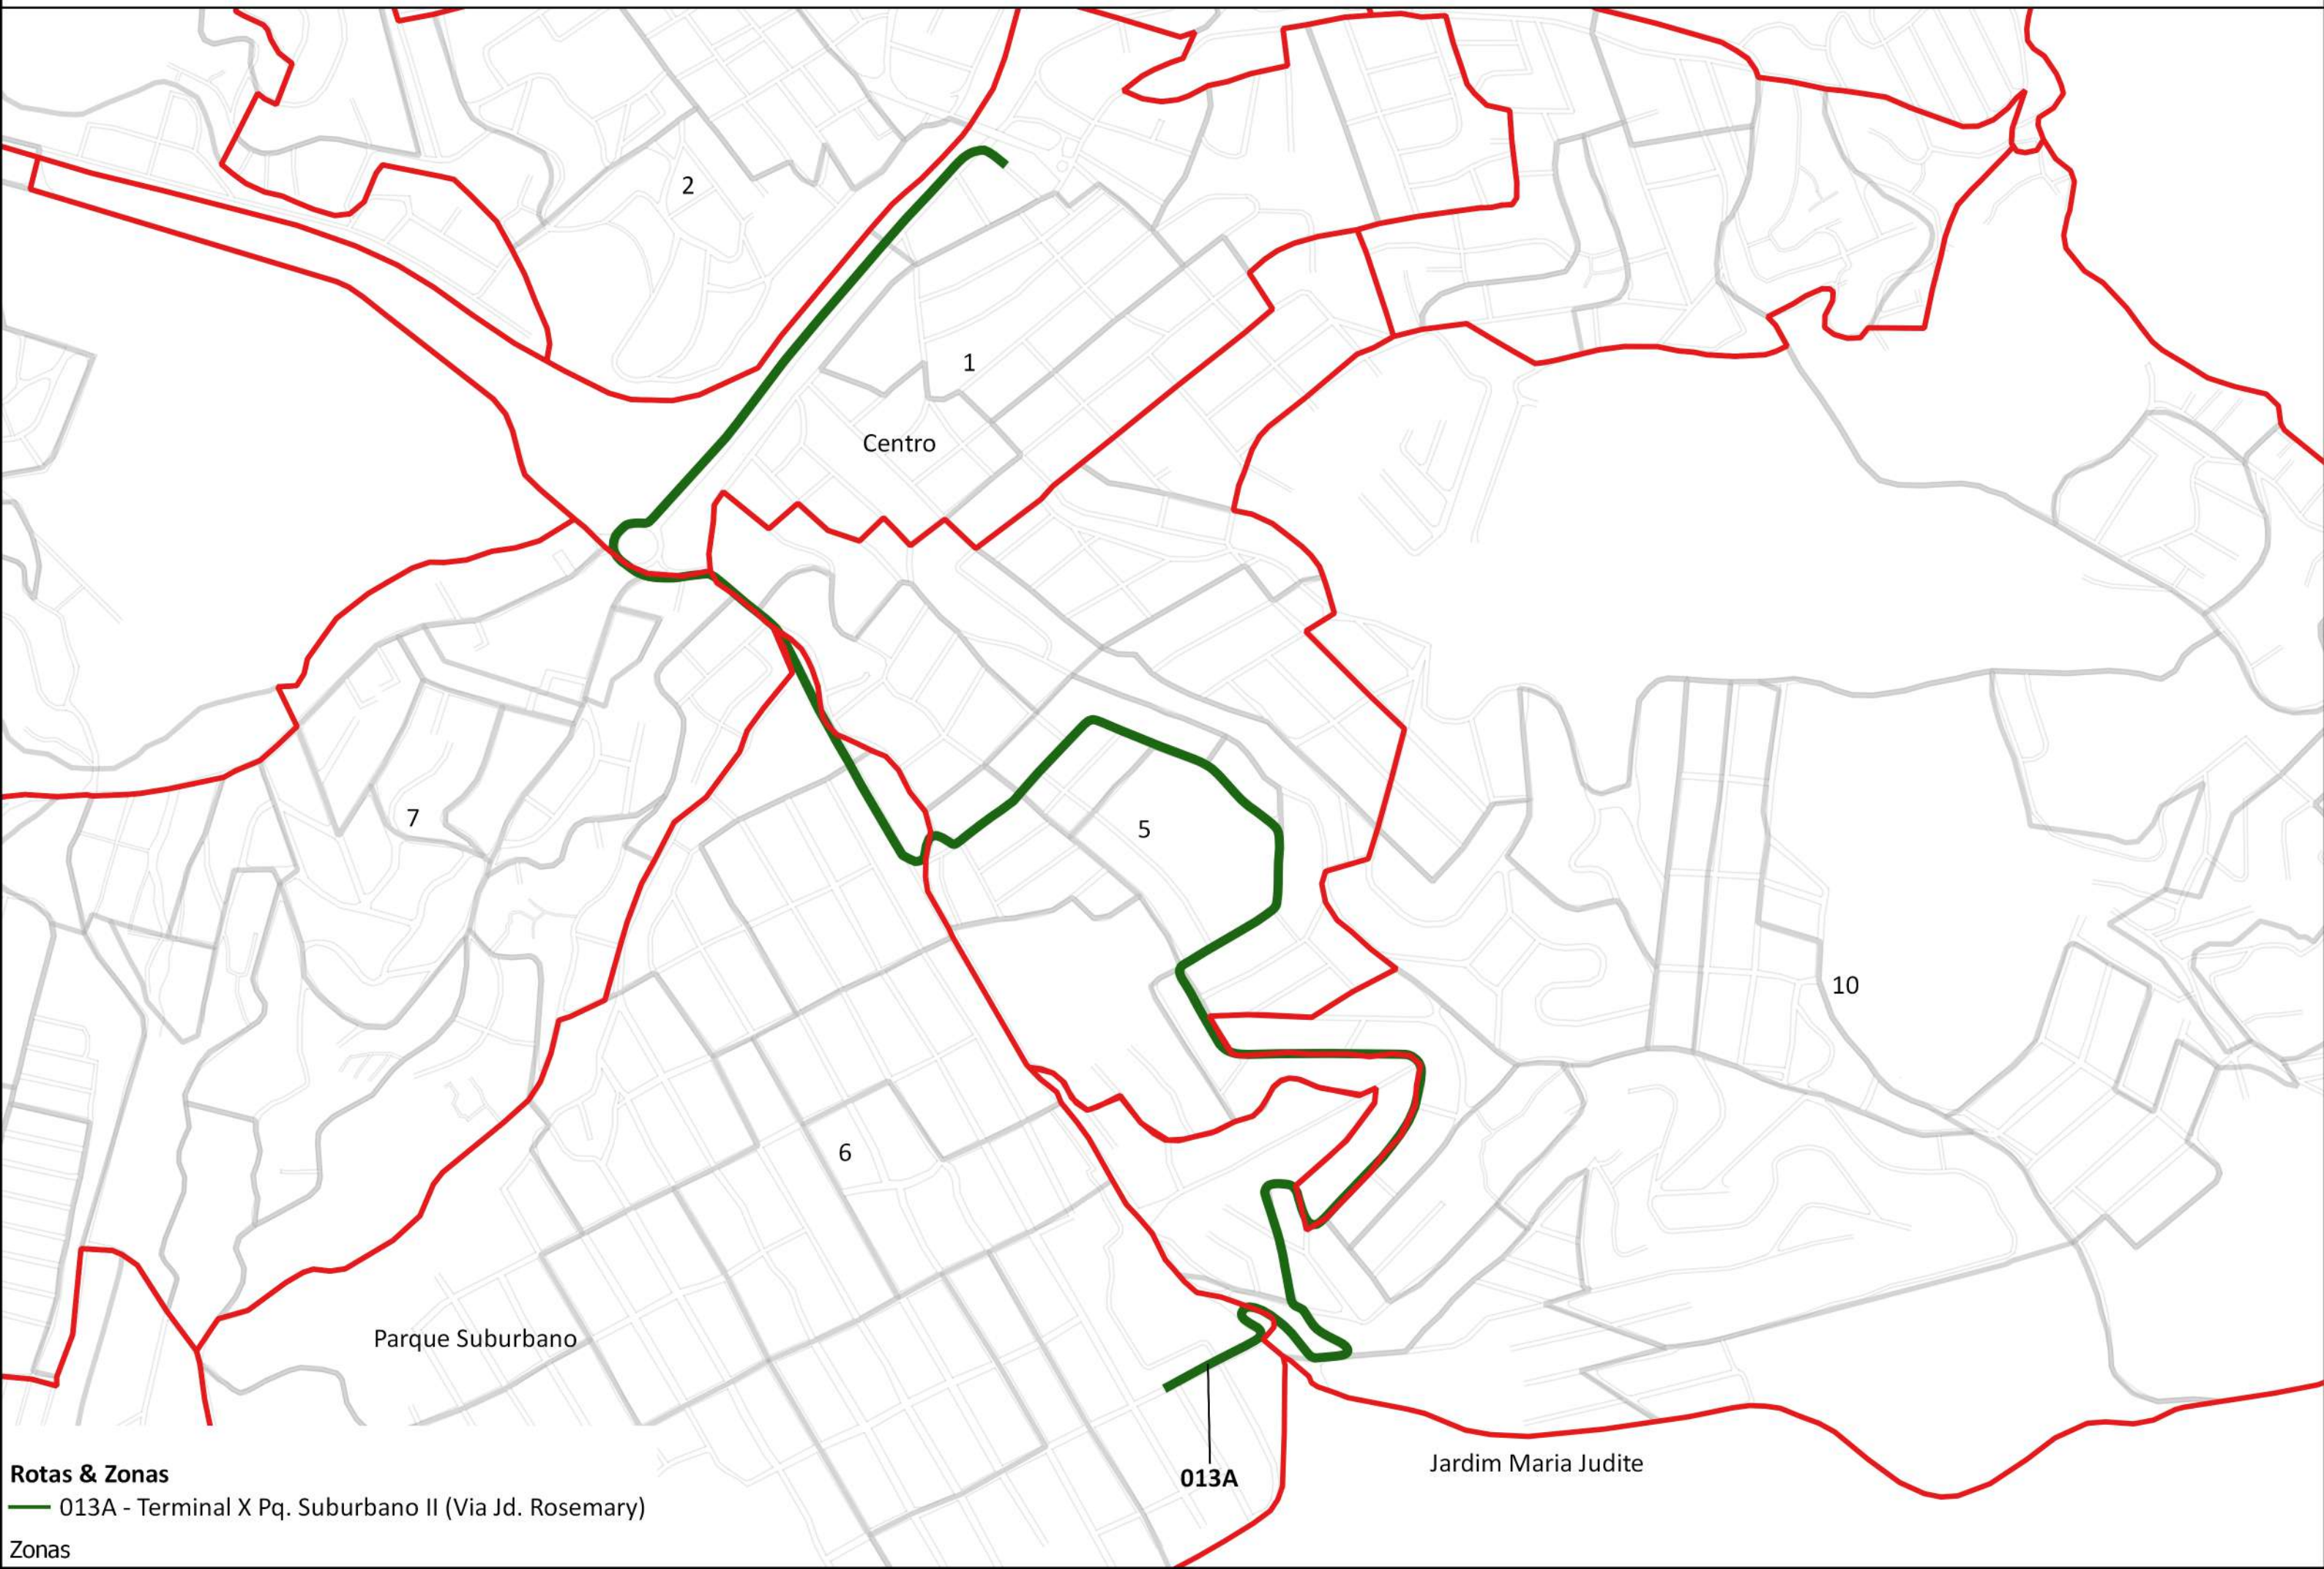 2
1
Centro
7
5
10
6
Parque Suburbano
Jardim Maria Judite
013A
Rotas & Zonas
013A - Terminal X Pq. Suburbano II (Via Jd. Rosemary)
Zonas